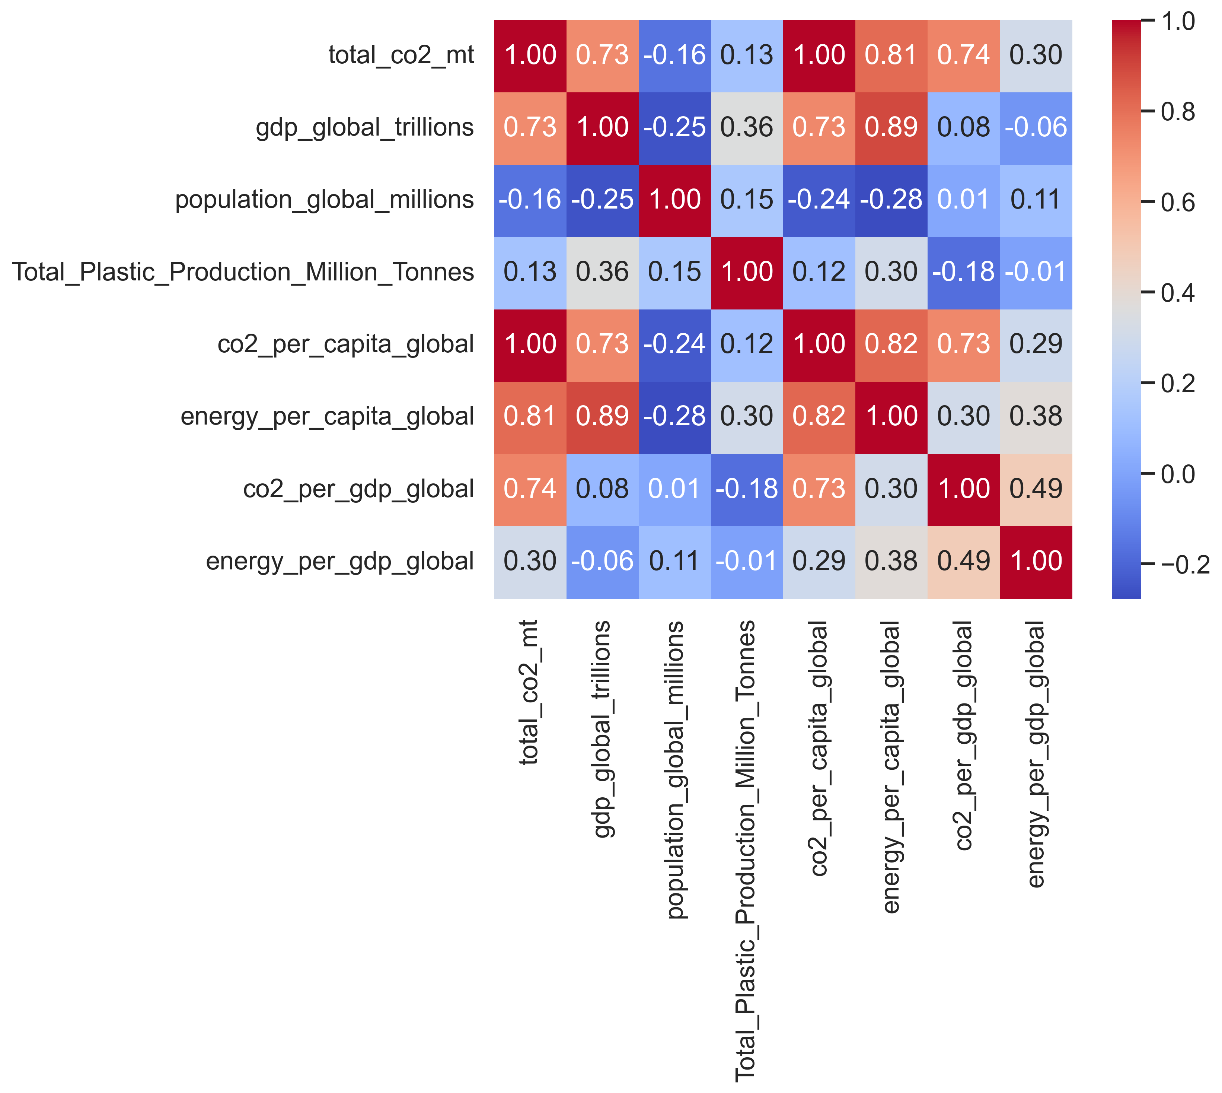 total_co2_mt 1.00 0.73 -0.16 0.13 1.00 0.81 0.74 0.30
gdp_global_trillions 0.73 1.00 -0.25 0.36 0.73 0.89 0.08 -0.06
population_global_millions -0.16 -0.25 1.00 0.15 -0.24 -0.28 0.01 0.11
Total_Plastic_Production_Million_Tonnes 0.13 0.36 0.15 1.00 0.12 0.30 -0.18 -0.01
co2_per_capita_global 1.00 0.73 -0.24 0.12 1.00 0.82 0.73 0.29
energy_per_capita_global 0.81 0.89 -0.28 0.30 0.82 1.00 0.30 0.38
co2_per_gdp_global 0.74 0.08 0.01 -0.18 0.73 0.30 1.00 0.49
energy_per_gdp_global 0.30 -0.06 0.11 -0.01 0.29 0.38 0.49 1.00
total_co2_mt
gdp_global_trillions
population_global_millions
Total_Plastic_Production_Million_Tonnes
co2_per_capita_global
energy_per_capita_global
co2_per_gdp_global
energy_per_gdp_global
1.0
0.8
0.6
0.4
0.2
0.0
−0.2